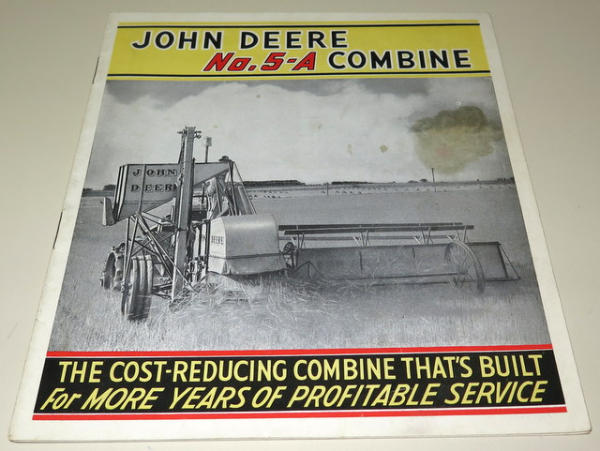 JOHN DEERE
No. 5-A COMBINE
JOHN
DEERE
DEERE
THE COST-REDUCING COMBINE THAT'S BUILT
For MORE YEARS OF PROFITABLE SERVICE